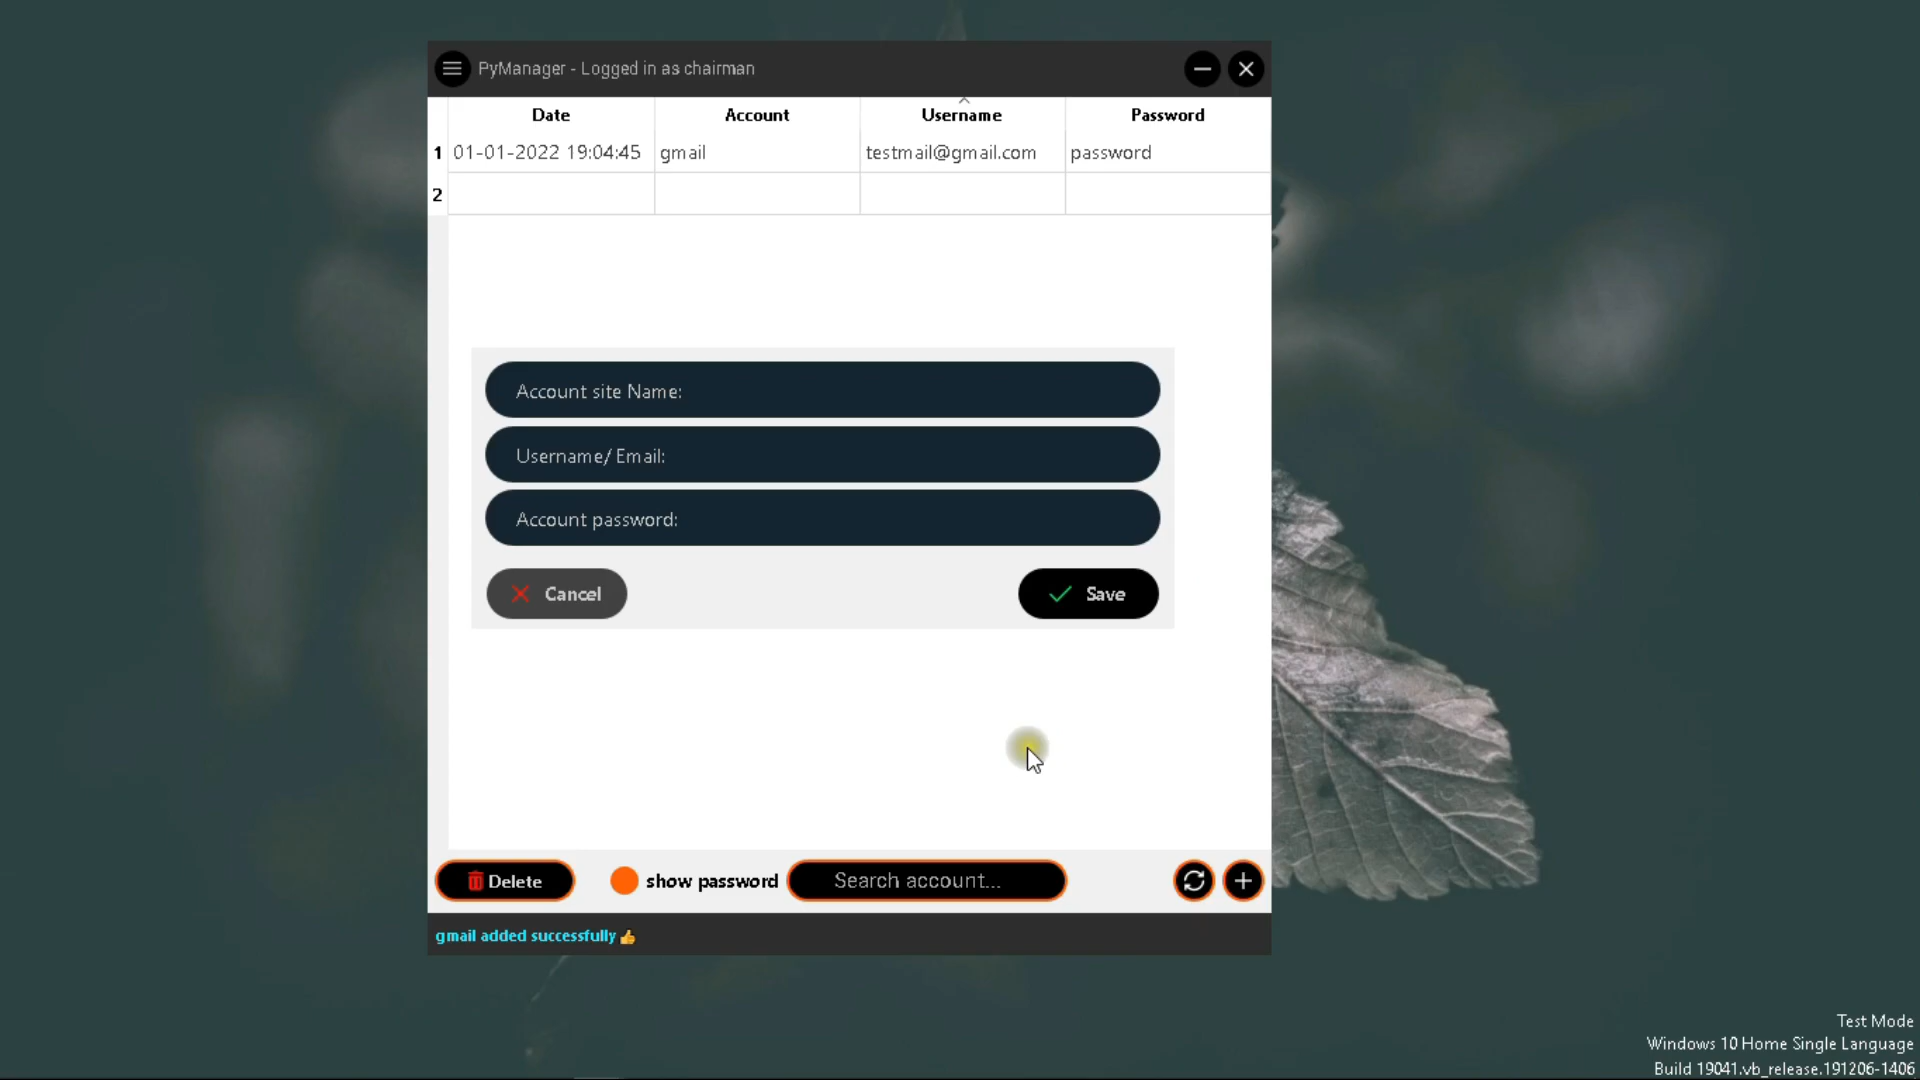 PyManager - Logged in as chairman
Date Account Username Password
1 01-01-2022 19:04:45 gmail testmail@gmail.com password
2
Account site Name:
Username/ Email:
Account password:
Cancel Save
Delete show password Search account...
gmail added successfully👍
Test Mode
Windows 10 Home Single Language
Build 19041.vb_release.191206-1406